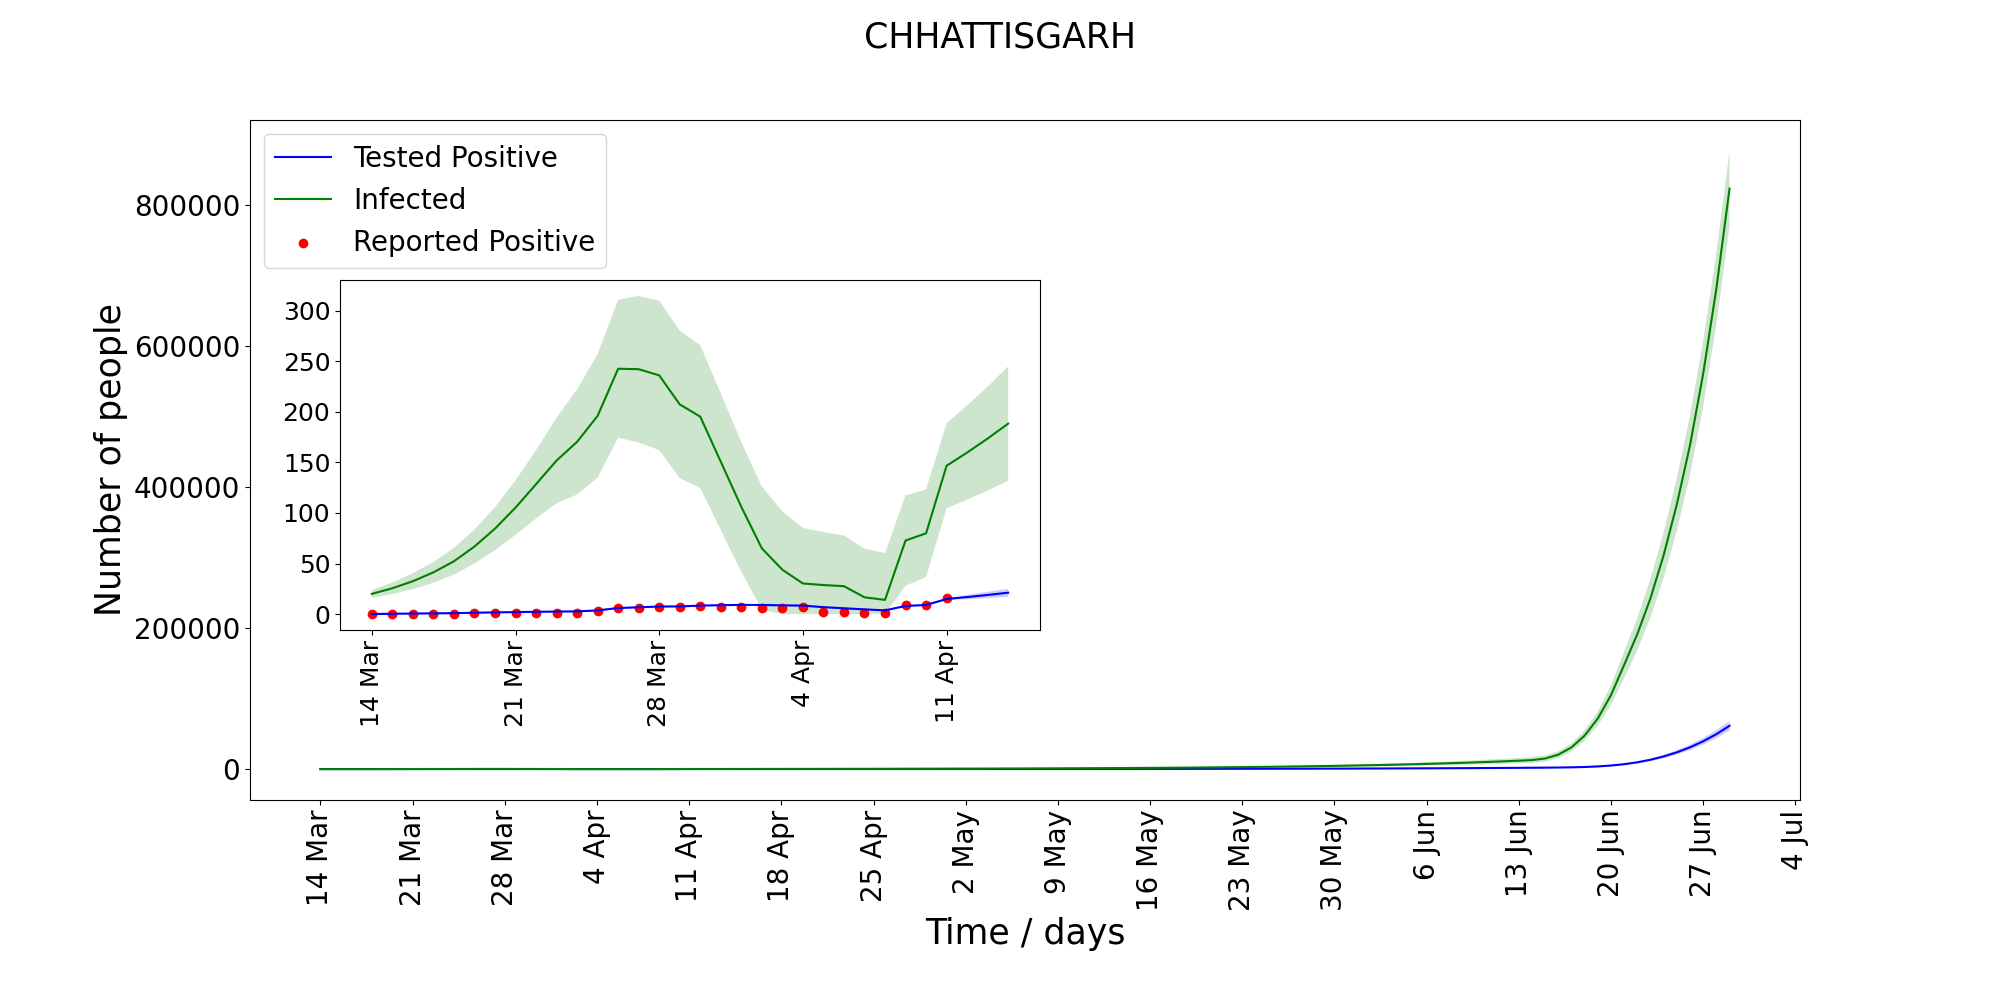 CHHATTISGARH
Tested Positive
Infected
Reported Positive
Number of people
800000
600000
400000
200000
0
300
250
200
150
100
50
0
14 Mar
21 Mar
28 Mar
4 Apr
11 Apr
14 Mar
21 Mar
28 Mar
4 Apr
11 Apr
18 Apr
25 Apr
2 May
9 May
16 May
23 May
30 May
6 Jun
13 Jun
20 Jun
27 Jun
4 Jul
Time / days